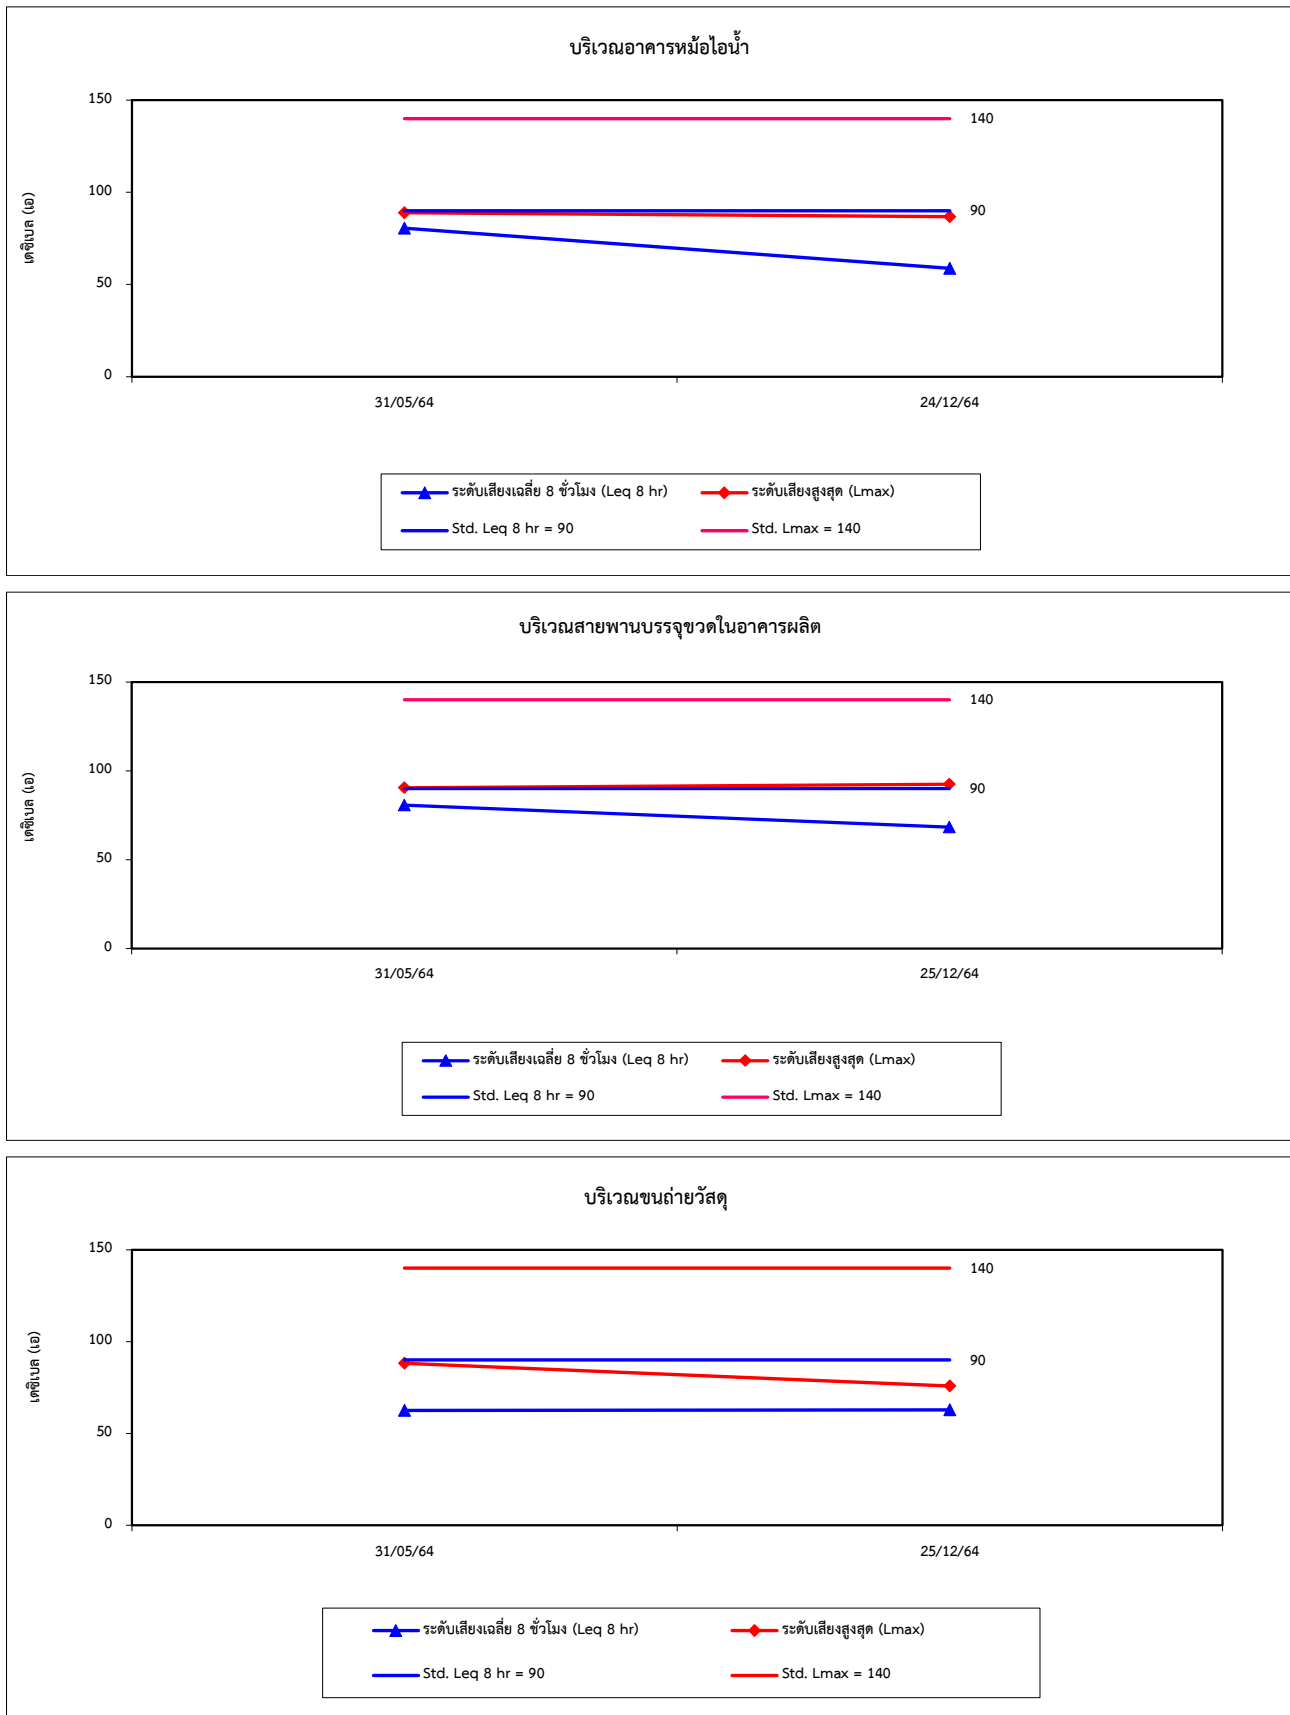 บริเวณอาคารหม้อไอน้ำ
150
140
100
90
เดซิเบล (เอ)
50
0
31/05/64 24/12/64
ระดับเสียงเฉลี่ย 8 ชั่วโมง (Leq 8 hr) ระดับเสียงสูงสุด (Lmax)
Std. Leq 8 hr = 90 Std. Lmax = 140
บริเวณสายพานบรรจุขวดในอาคารผลิต
150
140
100
90
เดซิเบล (เอ)
50
0
31/05/64 25/12/64
ระดับเสียงเฉลี่ย 8 ชั่วโมง (Leq 8 hr) ระดับเสียงสูงสุด (Lmax)
Std. Leq 8 hr = 90 Std. Lmax = 140
บริเวณขนถ่ายวัสดุ
150
140
100
90
เดซิเบล (เอ)
50
0
31/05/64 25/12/64
ระดับเสียงเฉลี่ย 8 ชั่วโมง (Leq 8 hr) ระดับเสียงสูงสุด (Lmax)
Std. Leq 8 hr = 90 Std. Lmax = 140